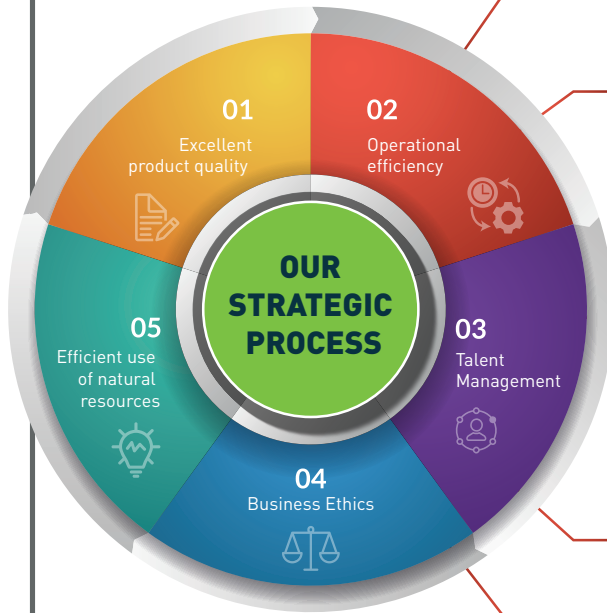 01
Excellent
product quality
02
Operational
efficiency
OUR
STRATEGIC
PROCESS
03
Talent
Management
04
Business Ethics
05
Efficient use
of natural
resources